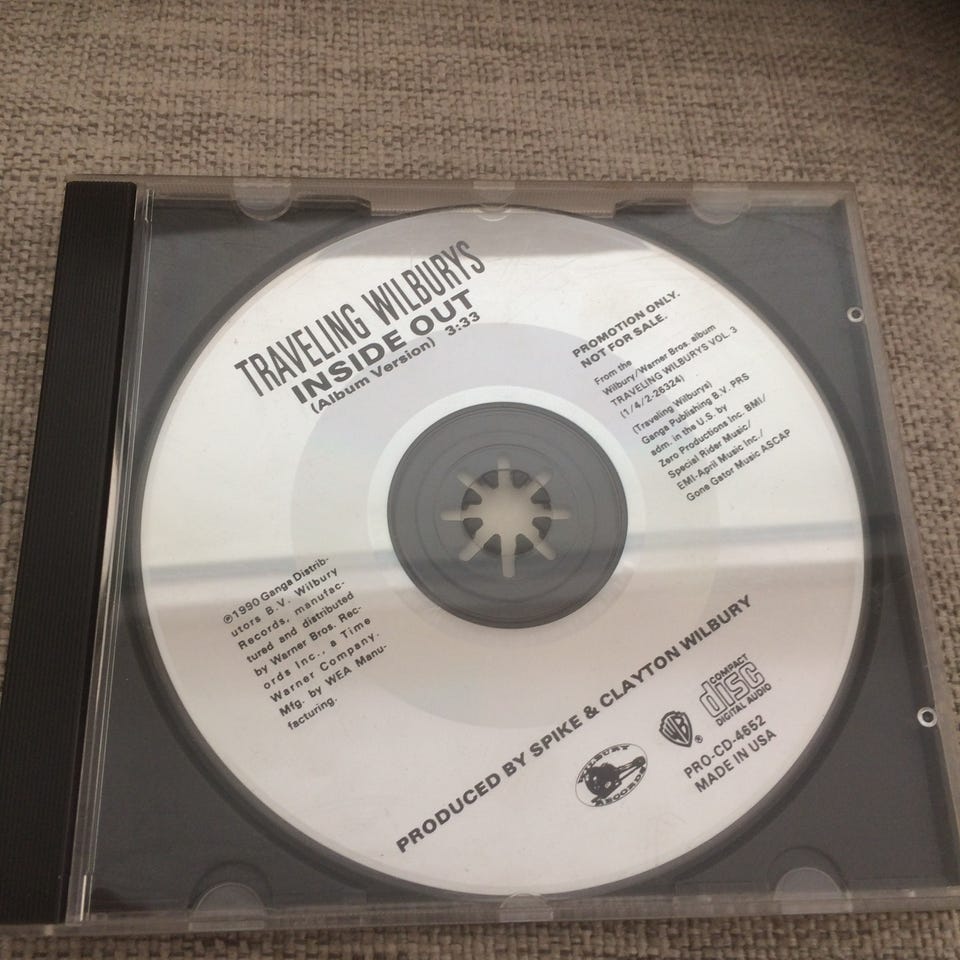 TRAVELING WILBURYS
INSIDE OUT
(Album Version) 3:33
PROMOTION ONLY.
NOT FOR SALE.
From the
Wilbury/Warner Bros. album
TRAVELING WILBURYS VOL. 3
(1/4/2-26324)
(Traveling Wilburys)
Ganga Publishing B.V. PRS
adm. in the U.S. by
Zero Productions Inc. BMI/
Special Rider Music/
EMI-April Music Inc./
Gone Gator Music ASCAP
℗1990 Ganga Distrib-
utors B.V. Wilbury
Records, manufac-
tured and distributed
by Warner Bros. Rec-
ords Inc., a Time
Warner Company.
Mfg. by WEA Manu-
facturing.
PRODUCED BY SPIKE & CLAYTON WILBURY
WILBURY
RECORDS
WB
®
COMPACT
disc
DIGITAL AUDIO
PRO-CD-4652
MADE IN USA